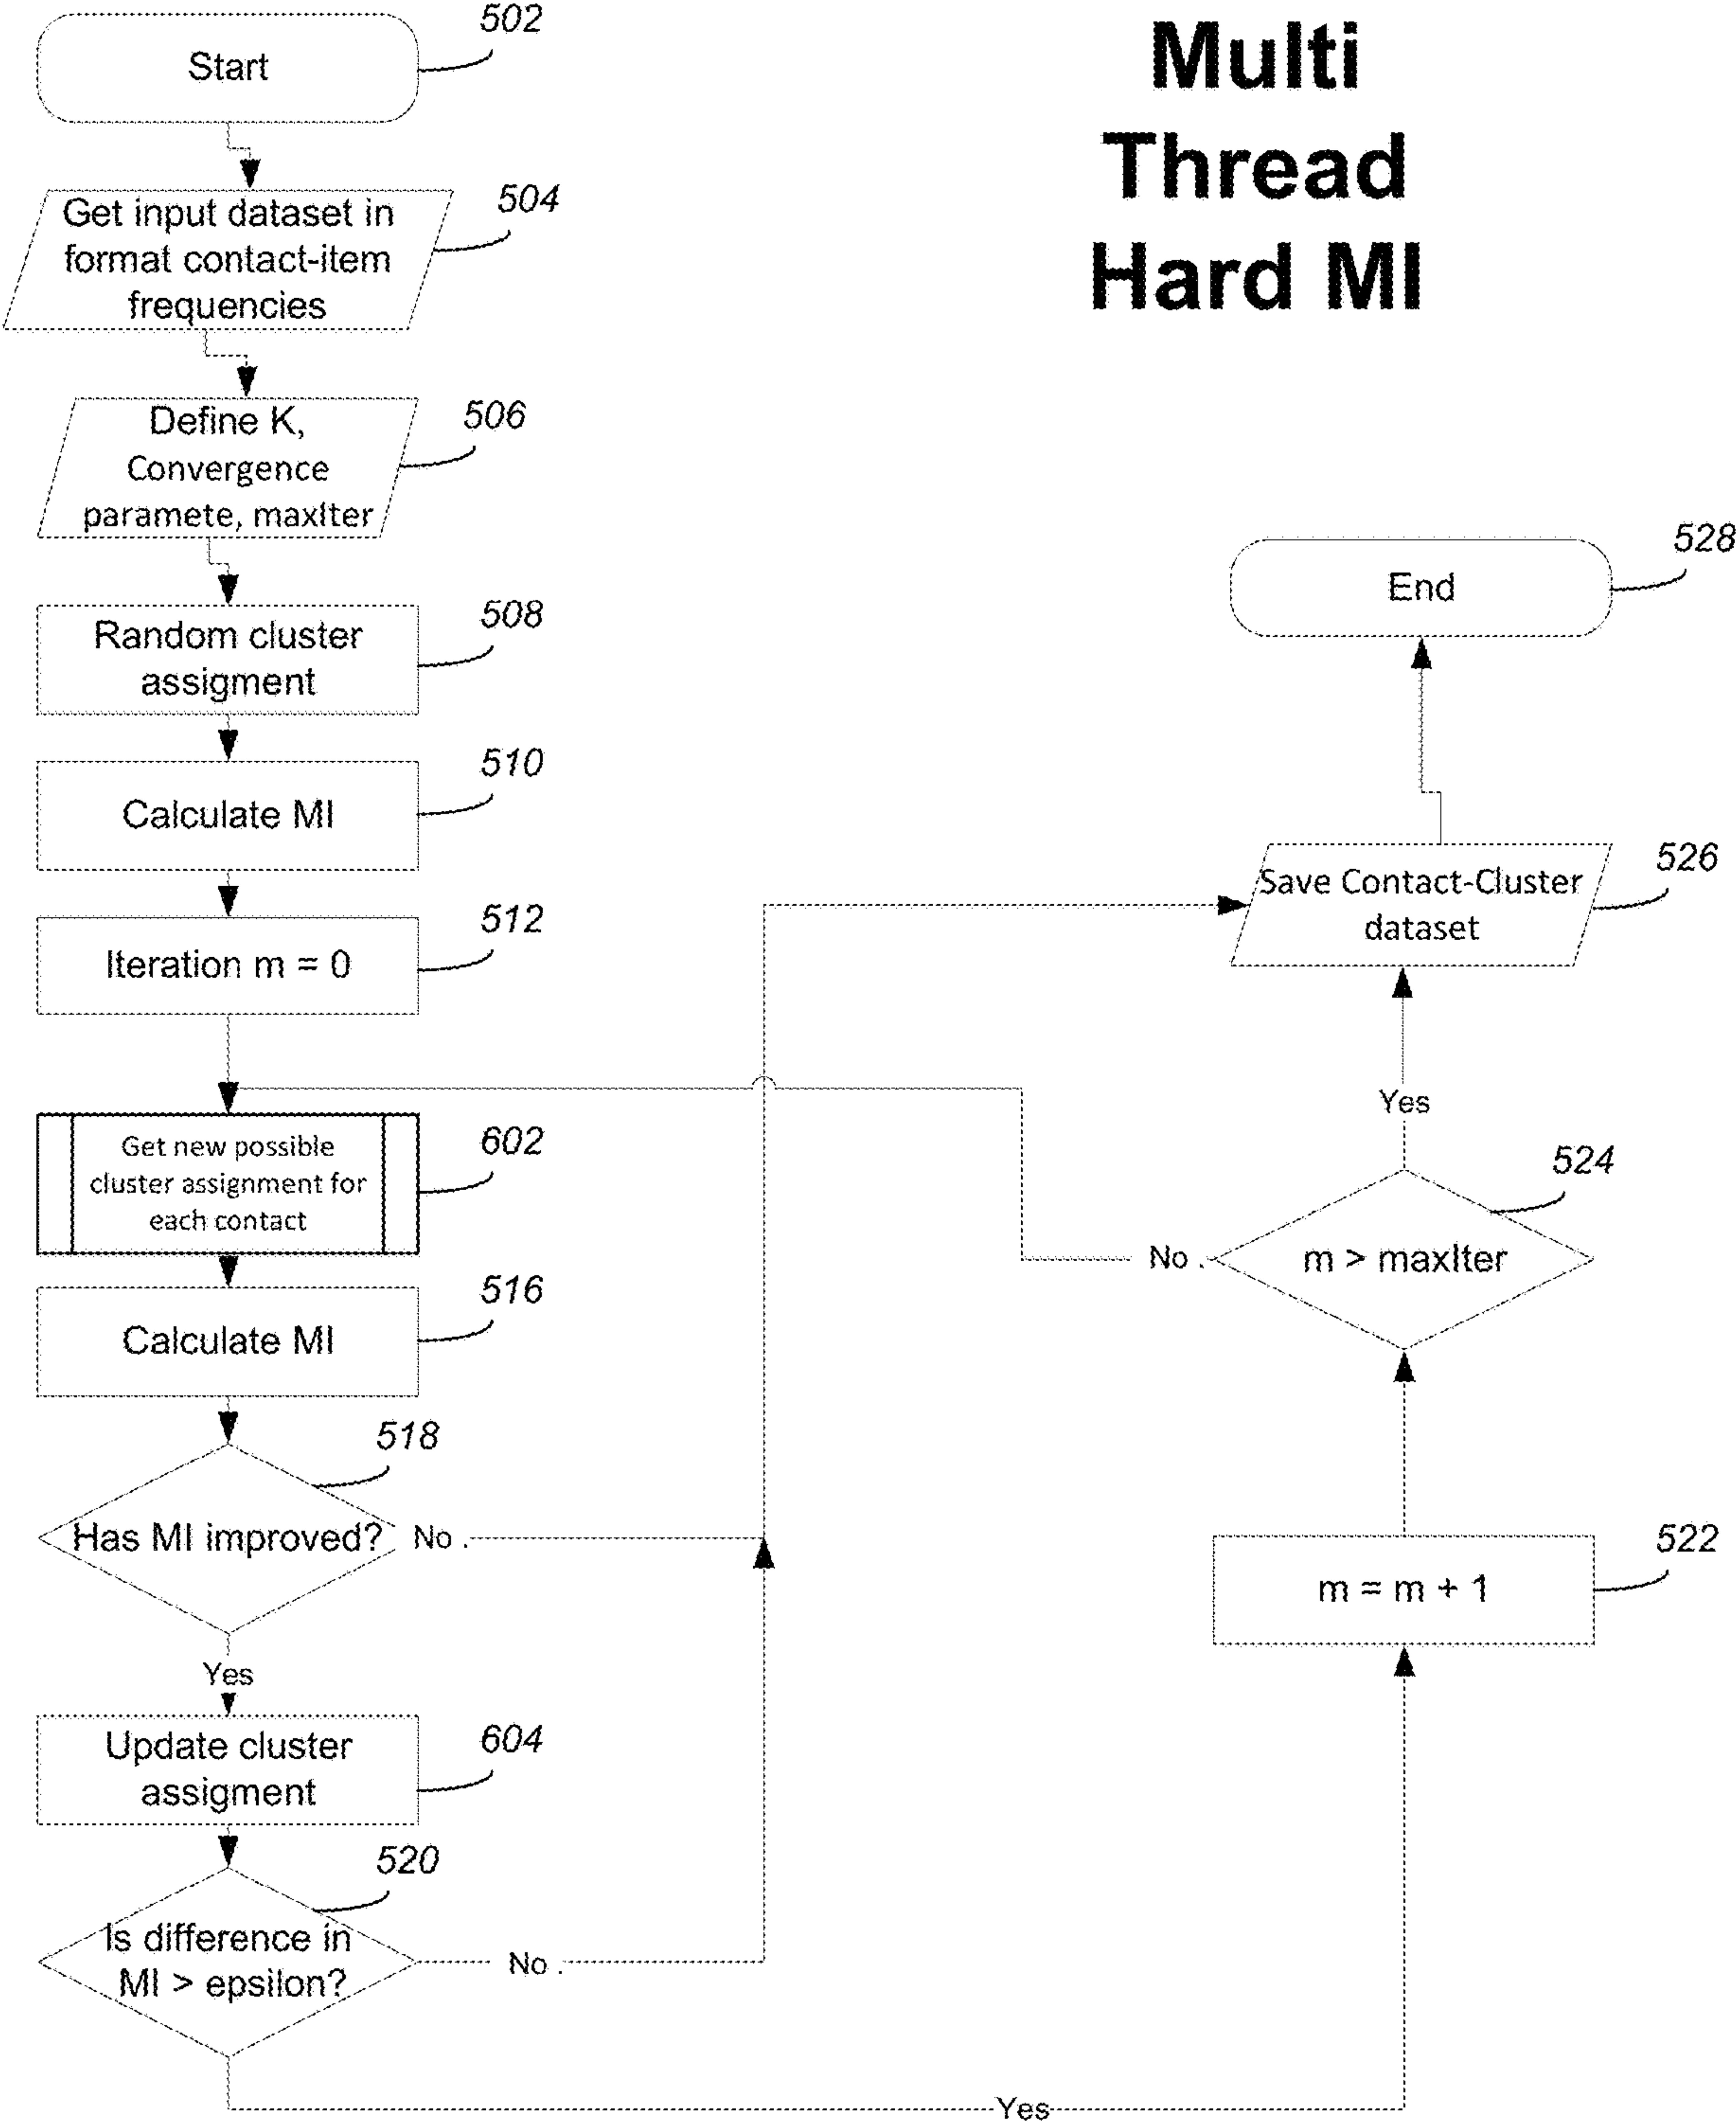 Multi
Thread
Hard MI
502
Start
504
Get input dataset in
format contact-item
frequencies
506
Define K,
Convergence
paramete, maxIter
508
Random cluster
assigment
510
Calculate MI
512
Iteration m = 0
602
Get new possible
cluster assignment for
each contact
516
Calculate MI
518
Has MI improved?
No .
Yes
604
Update cluster
assigment
520
Is difference in
MI > epsilon?
No .
Yes
522
m = m + 1
524
m > maxIter
No .
Yes
526
Save Contact-Cluster
dataset
528
End